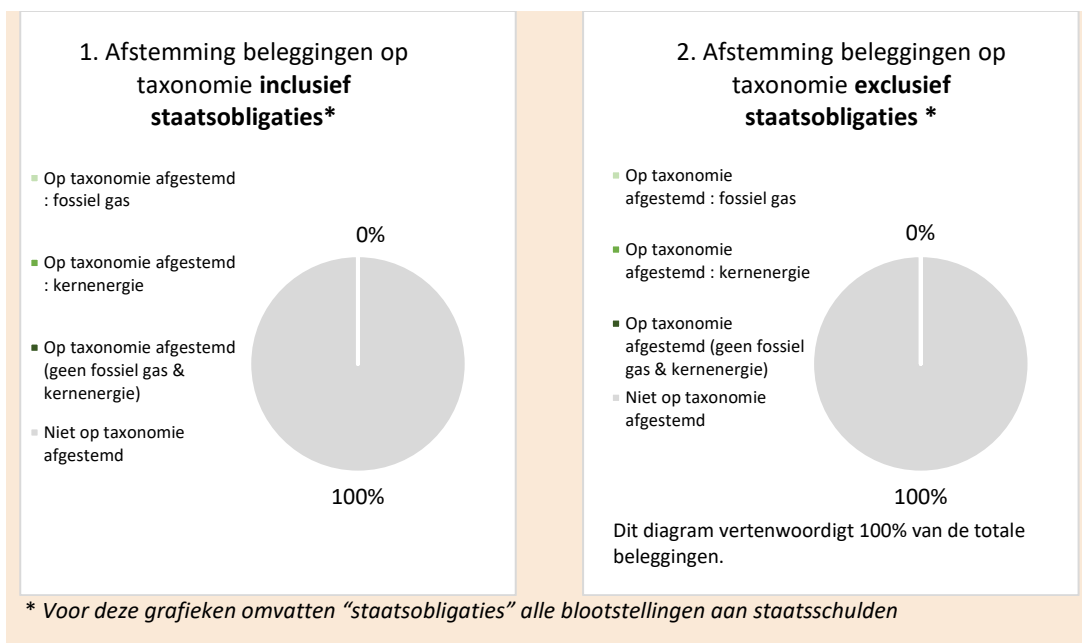 1. Afstemming beleggingen op
taxonomie inclusief
staatsobligaties*
Op taxonomie afgestemd
: fossiel gas
Op taxonomie afgestemd
: kernenergie
Op taxonomie afgestemd
(geen fossiel gas &
kernenergie)
Niet op taxonomie
afgestemd
0%
100%
2. Afstemming beleggingen op
taxonomie exclusief
staatsobligaties *
Op taxonomie
afgestemd : fossiel gas
Op taxonomie
afgestemd : kernenergie
Op taxonomie
afgestemd (geen fossiel
gas & kernenergie)
Niet op taxonomie
afgestemd
0%
100%
Dit diagram vertenwoordigt 100% van de totale
beleggingen.
* Voor deze grafieken omvatten “staatsobligaties” alle blootstellingen aan staatsschulden